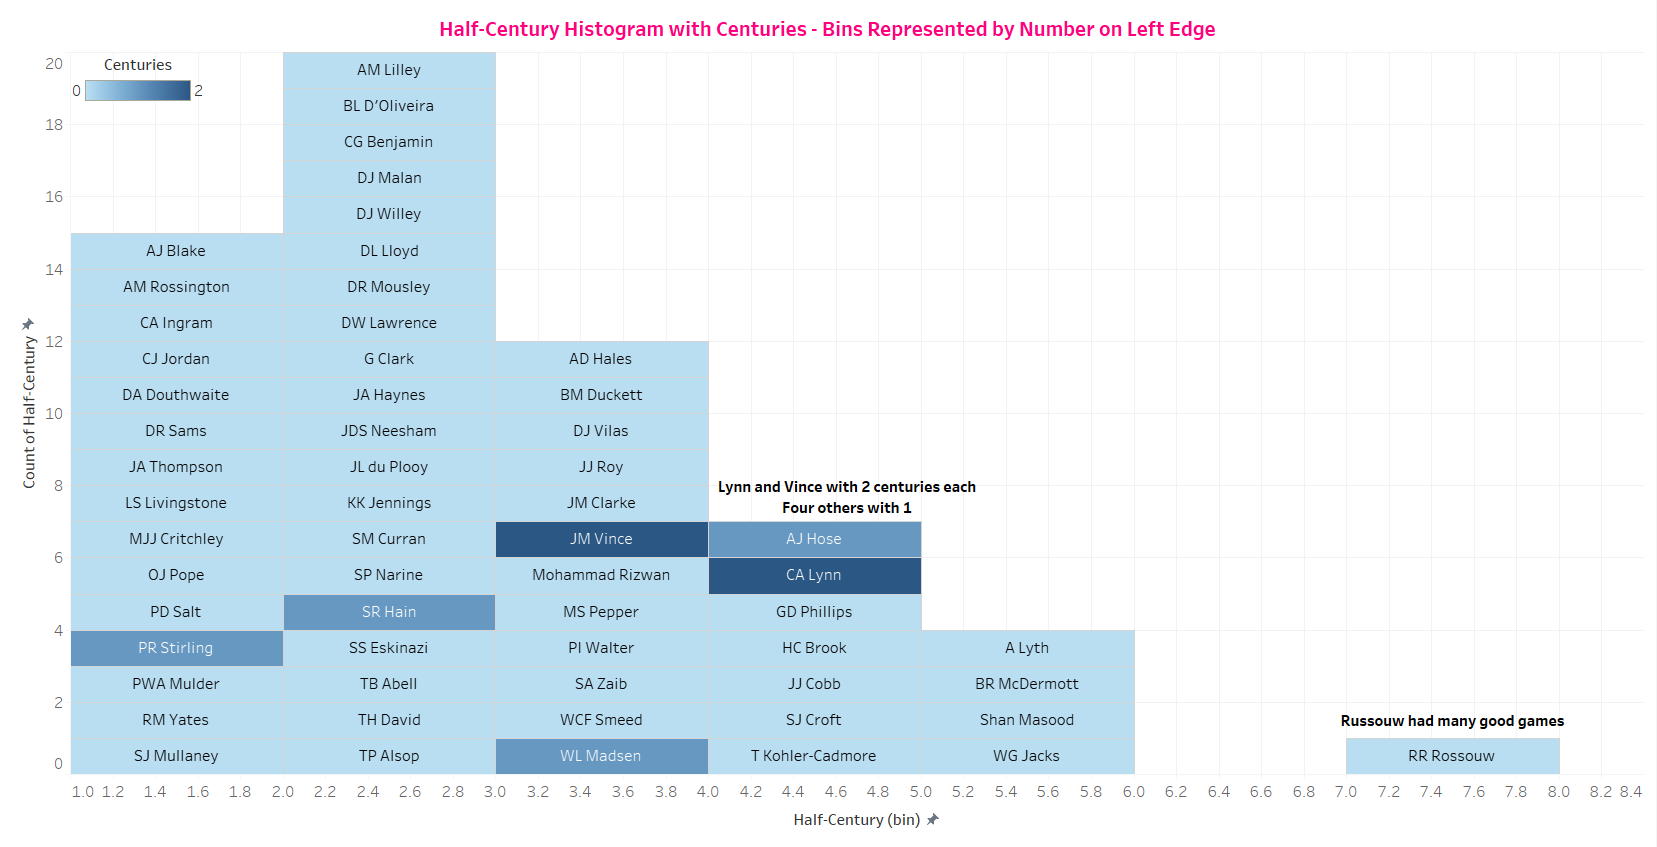 Half-Century Histogram with Centuries - Bins Represented by Number on Left Edge
Centuries
0 2
Count of Half-Century
20
18
16
14
12
10
8
6
4
2
0
AJ Blake
AM Rossington
CA Ingram
CJ Jordan
DA Douthwaite
DR Sams
JA Thompson
LS Livingstone
MJJ Critchley
OJ Pope
PD Salt
PR Stirling
PWA Mulder
RM Yates
SJ Mullaney
AM Lilley
BL D’Oliveira
CG Benjamin
DJ Malan
DJ Willey
DL Lloyd
DR Mousley
DW Lawrence
G Clark
JA Haynes
JDS Neesham
JL du Plooy
KK Jennings
SM Curran
SP Narine
SR Hain
SS Eskinazi
TB Abell
TH David
TP Alsop
AD Hales
BM Duckett
DJ Vilas
JJ Roy
JM Clarke
JM Vince
Mohammad Rizwan
MS Pepper
PI Walter
SA Zaib
WCF Smeed
WL Madsen
Lynn and Vince with 2 centuries each
Four others with 1
AJ Hose
CA Lynn
GD Phillips
HC Brook
JJ Cobb
SJ Croft
T Kohler-Cadmore
A Lyth
BR McDermott
Shan Masood
WG Jacks
Russouw had many good games
RR Rossouw
1.0 1.2 1.4 1.6 1.8 2.0 2.2 2.4 2.6 2.8 3.0 3.2 3.4 3.6 3.8 4.0 4.2 4.4 4.6 4.8 5.0 5.2 5.4 5.6 5.8 6.0 6.2 6.4 6.6 6.8 7.0 7.2 7.4 7.6 7.8 8.0 8.2 8.4
Half-Century (bin)